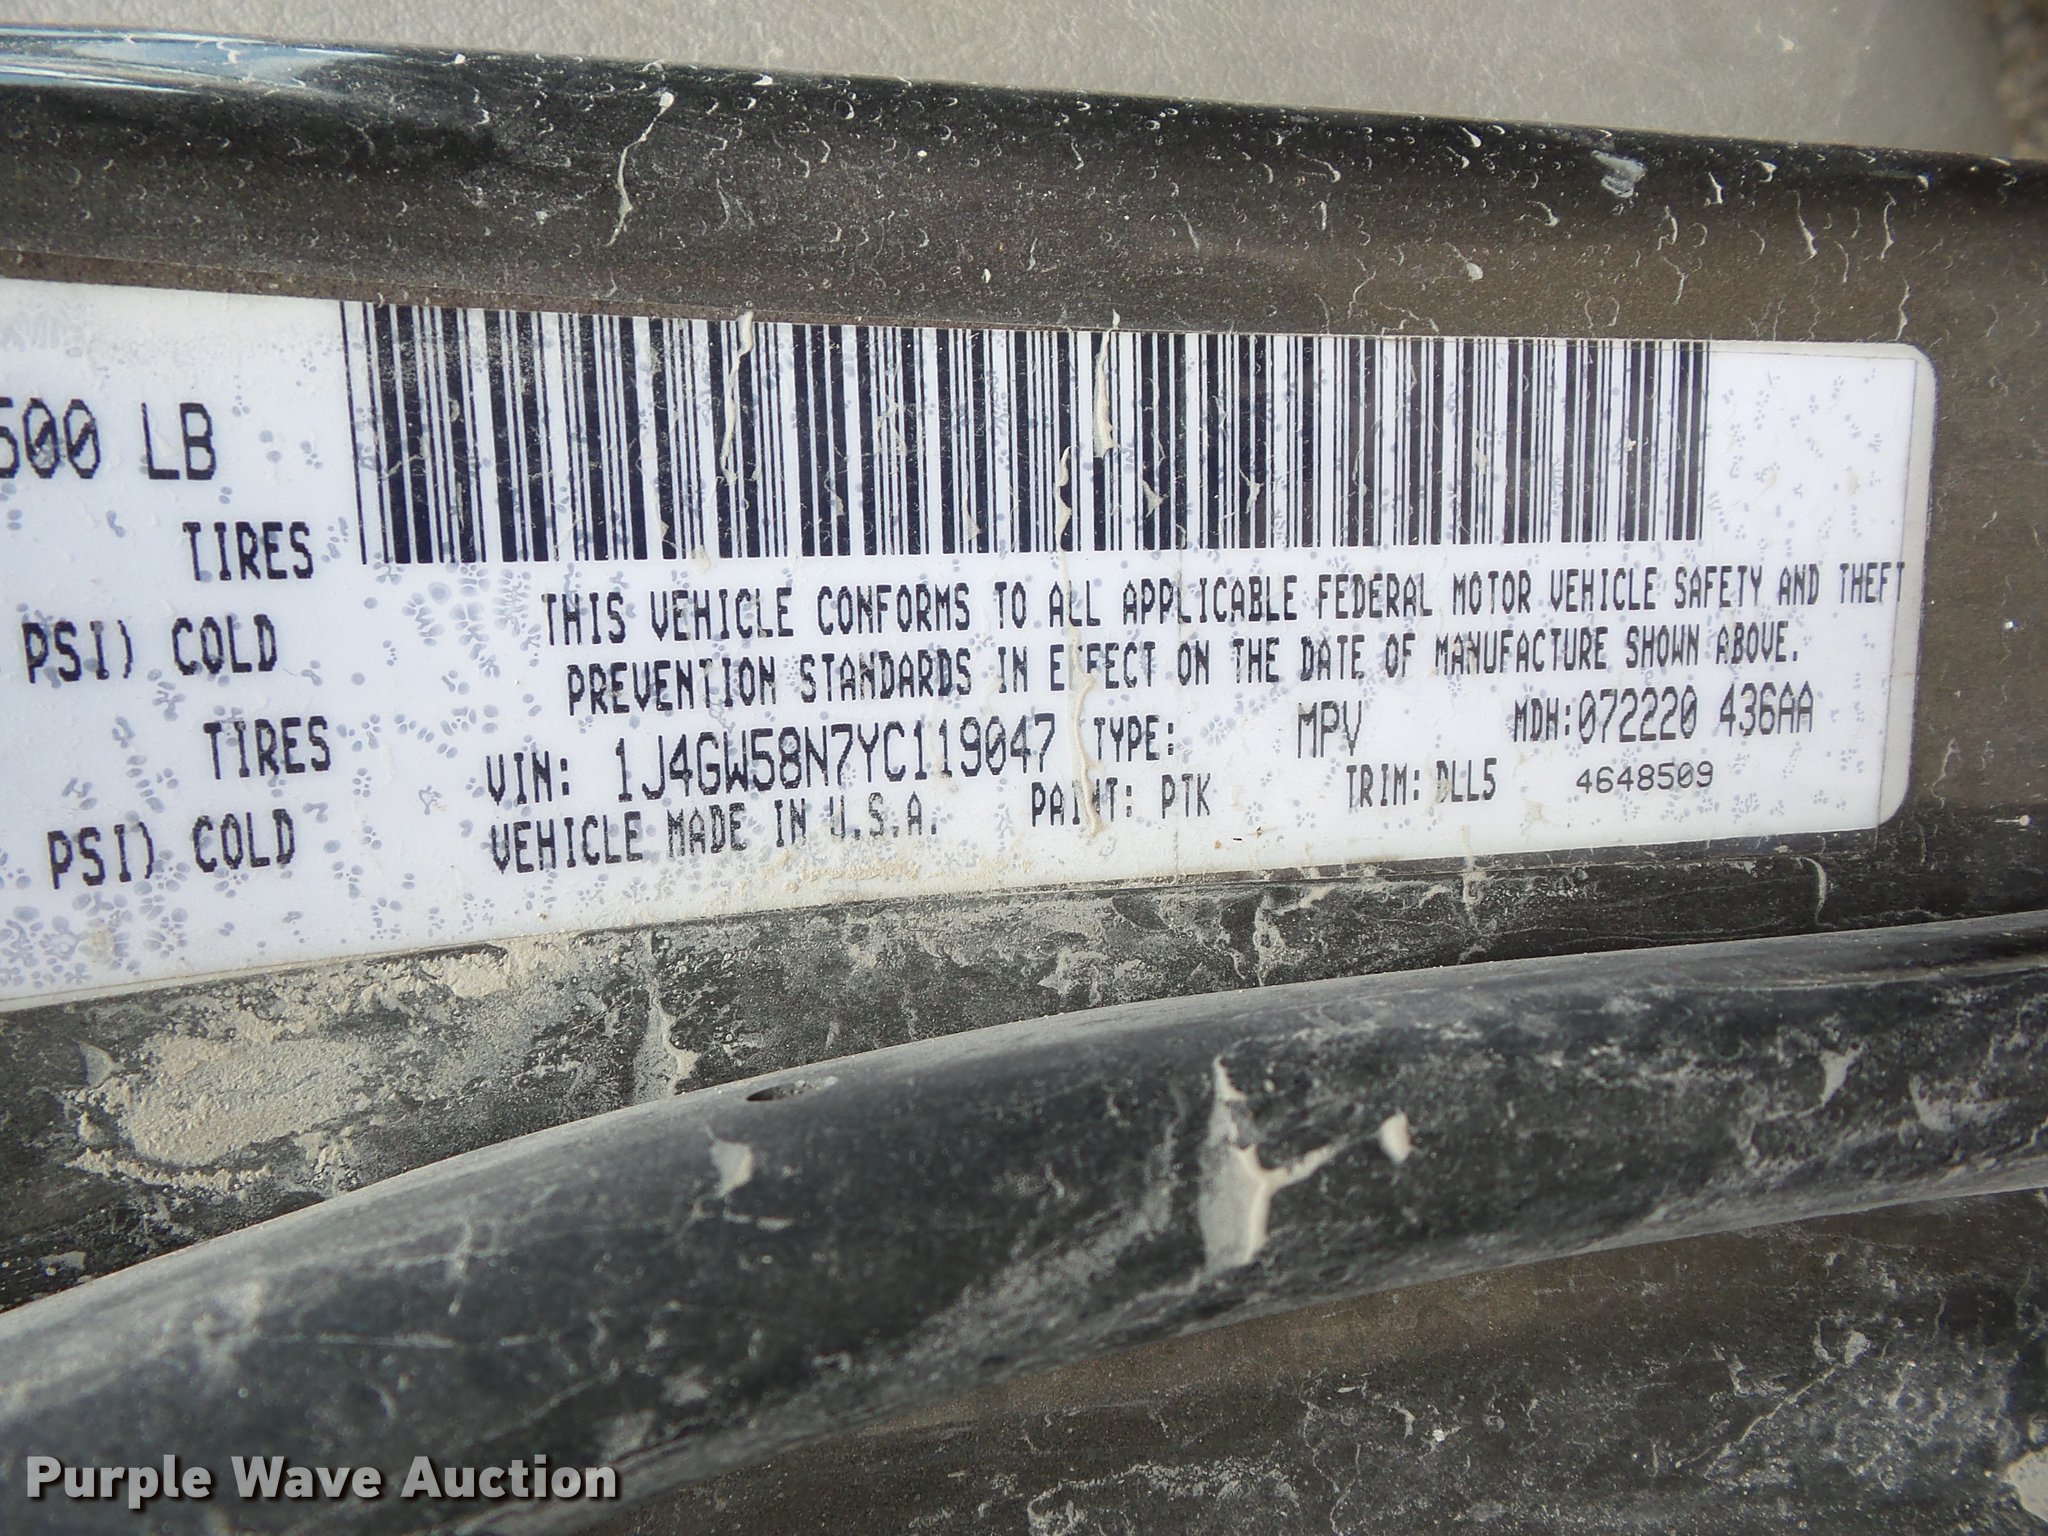 500 LB
TIRES
PSI) COLD
TIRES
PSI) COLD
THIS VEHICLE CONFORMS TO ALL APPLICABLE FEDERAL MOTOR VEHICLE SAFETY AND THEFT
PREVENTION STANDARDS IN EFFECT ON THE DATE OF MANUFACTURE SHOWN ABOVE.
VIN: 1J4GW58N7YC119047 TYPE: MPV MDH:072220 436AA
VEHICLE MADE IN U.S.A. PAINT: PTK TRIM: DLL5 4648509
Purple Wave Auction